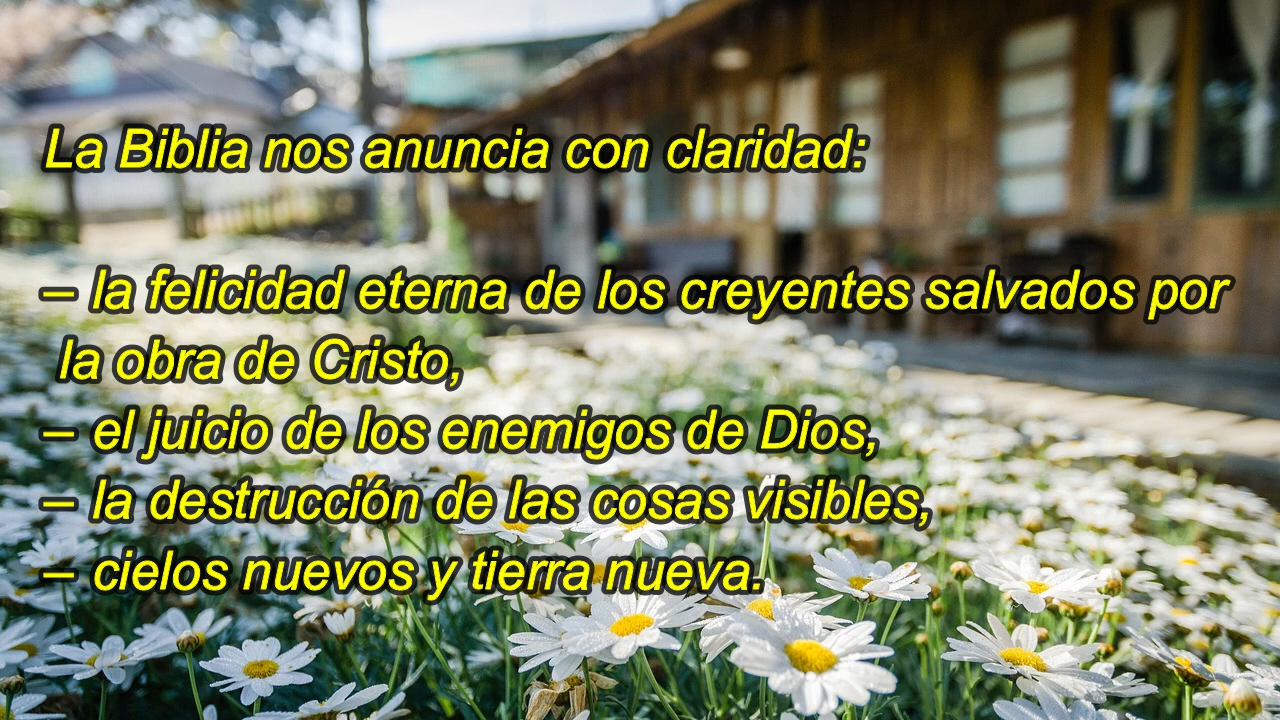 La Biblia nos anuncia con claridad:
– la felicidad eterna de los creyentes salvados por
la obra de Cristo,
– el juicio de los enemigos de Dios,
– la destrucción de las cosas visibles,
– cielos nuevos y tierra nueva.